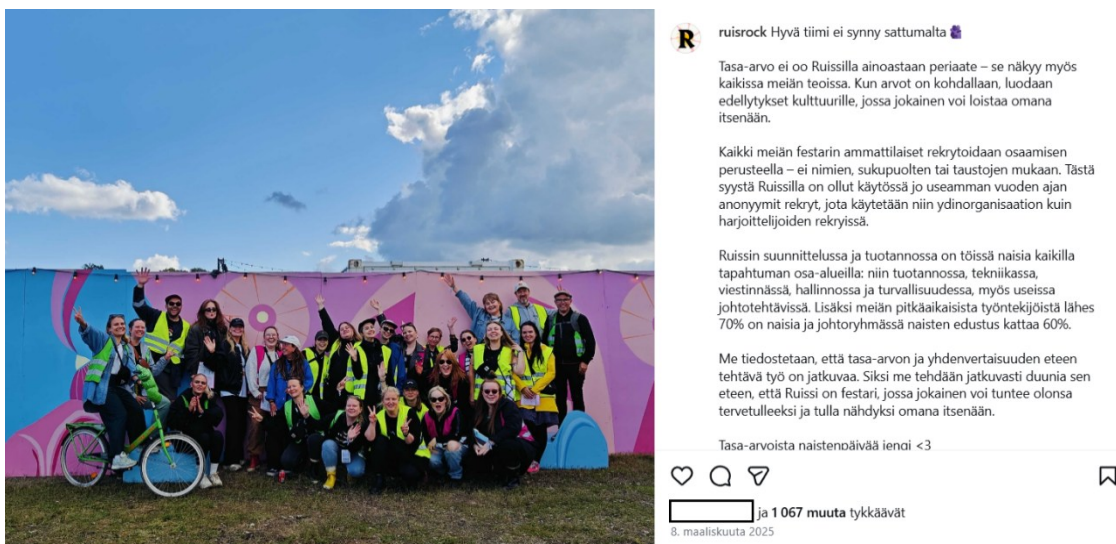 ruisrock Hyvä tiimi ei synny sattumalta
Tasa-arvo ei oo Ruissilla ainoastaan periaate – se näkyy myös
kaikissa meiän teoissa. Kun arvot on kohdallaan, luodaan
edellytykset kulttuurille, jossa jokainen voi loistaa omana
itsenään.
Kaikki meiän festarin ammattilaiset rekrytoidaan osaamisen
perusteella – ei nimien, sukupuolten tai taustojen mukaan. Tästä
syystä Ruissilla on ollut käytössä jo useamman vuoden ajan
anonyymit rekryt, jota käytetään niin ydinorganisaation kuin
harjoittelijoiden rekryissä.
Ruissin suunnittelussa ja tuotannossa on töissä naisia kaikilla
tapahtuman osa-alueilla: niin tuotannossa, tekniikassa,
viestinnässä, hallinnossa ja turvallisuudessa, myös useissa
johtotehtävissä. Lisäksi meiän pitkäaikaisista työntekijöistä lähes
70% on naisia ja johtoryhmässä naisten edustus kattaa 60%.
Me tiedostetaan, että tasa-arvon ja yhdenvertaisuuden eteen
tehtävä työ on jatkuvaa. Siksi me tehdään jatkuvasti duunia sen
eteen, että Ruissi on festari, jossa jokainen voi tuntee olonsa
tervetulleeksi ja tulla nähdyksi omana itsenään.
Tasa-arvoista naistenpäivää jengi <3
ja 1 067 muuta tykkäävät
8. maaliskuuta 2025